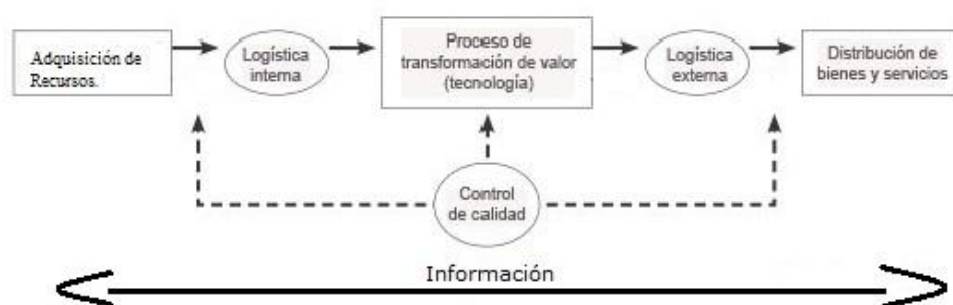 Adquisición de
Recursos.
Logística
interna
Proceso de
transformación de valor
(tecnología)
Logística
externa
Distribución de
bienes y servicios
Control
de calidad
Información